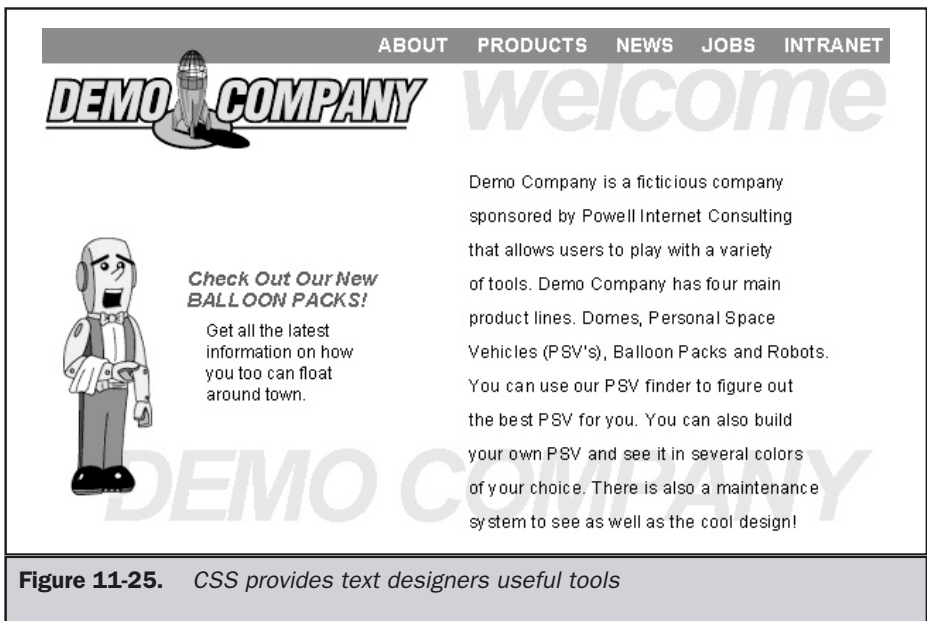 ABOUT PRODUCTS NEWS JOBS INTRANET
DEMO COMPANY
welcome
Check Out Our New
BALLOON PACKS!
Get all the latest
information on how
you too can float
around town.
Demo Company is a ficticious company
sponsored by Powell Internet Consulting
that allows users to play with a variety
of tools. Demo Company has four main
product lines. Domes, Personal Space
Vehicles (PSV's), Balloon Packs and Robots.
You can use our PSV finder to figure out
the best PSV for you. You can also build
your own PSV and see it in several colors
of your choice. There is also a maintenance
system to see as well as the cool design!
DEMO COMPANY
Figure 11-25. CSS provides text designers useful tools